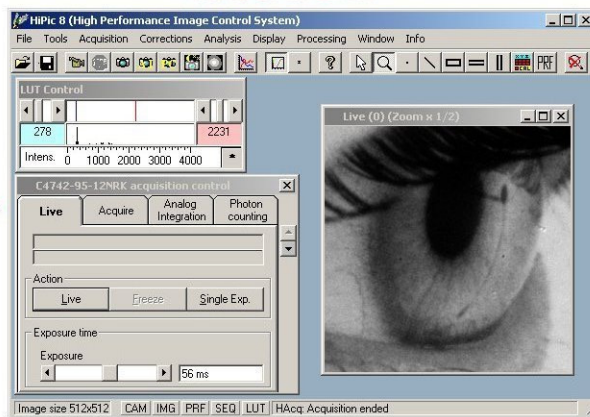 HiPic 8 (High Performance Image Control System)
File Tools Acquisition Corrections Analysis Display Processing Window Info
PRF
LUT Control
278 2231
Intens. 0 1000 2000 3000 4000 *
Live (0) (Zoom x 1/2)
C4742-95-12NRK acquisition control
Live Acquire Analog Integration Photon counting
Action
Live Freeze Single Exp.
Exposure time
Exposure
56 ms
Image size 512x512 CAM IMG PRF SEQ LUT HAcq: Acquisition ended